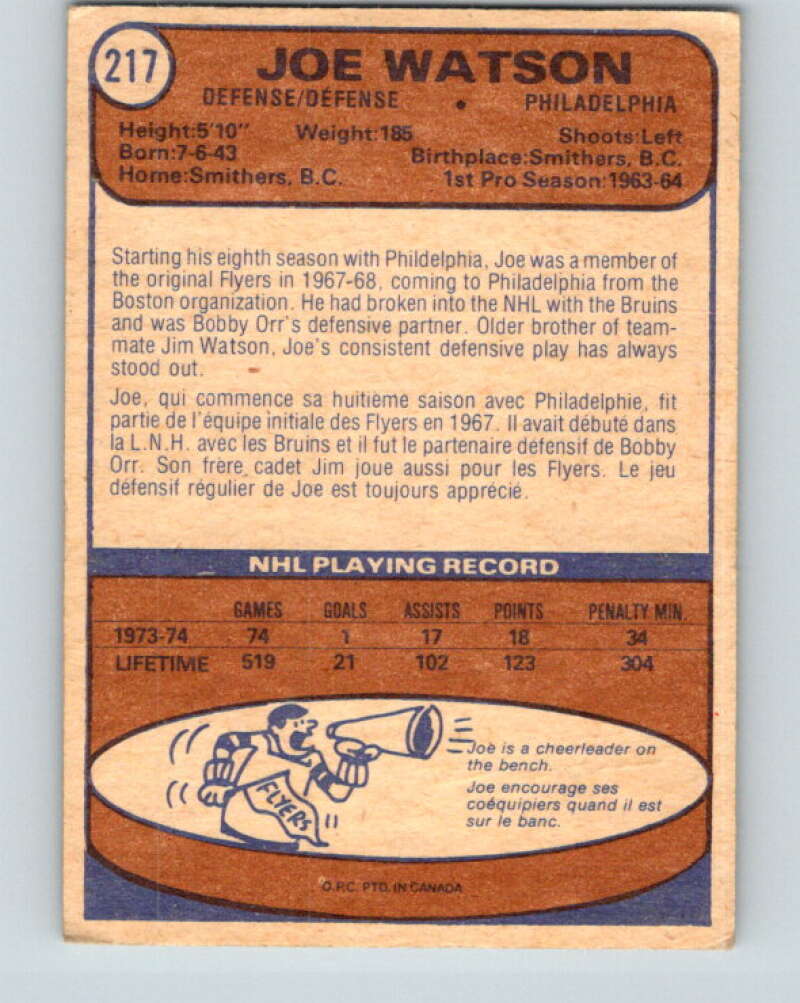 217
JOE WATSON
DEFENSE/DÉFENSE • PHILADELPHIA
Height:5'10" Weight:185 Shoots:Left
Born:7-6-43 Birthplace:Smithers, B.C.
Home:Smithers, B.C. 1st Pro Season:1963-64
Starting his eighth season with Phildelphia, Joe was a member of
the original Flyers in 1967-68, coming to Philadelphia from the
Boston organization. He had broken into the NHL with the Bruins
and was Bobby Orr's defensive partner. Older brother of team-
mate Jim Watson, Joe's consistent defensive play has always
stood out.
Joe, qui commence sa huitième saison avec Philadelphie, fit
partie de l'équipe initiale des Flyers en 1967. Il avait débuté dans
la L.N.H. avec les Bruins et il fut le partenaire défensif de Bobby
Orr. Son frère cadet Jim joue aussi pour les Flyers. Le jeu
défensif régulier de Joe est toujours apprécié.
NHL PLAYING RECORD
GAMES GOALS ASSISTS POINTS PENALTY MIN.
1973-74 74 1 17 18 34
LIFETIME 519 21 102 123 304
FLYERS
Joe is a cheerleader on
the bench.
Joe encourage ses
coéquipiers quand il est
sur le banc.
O.P.C. PTD. IN CANADA